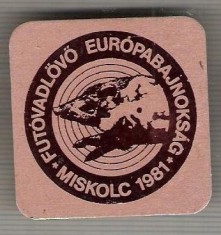 FUTÓVADLÖVŐ EURÓPABAJNOKSÁG
* MISKOLC 1981 *